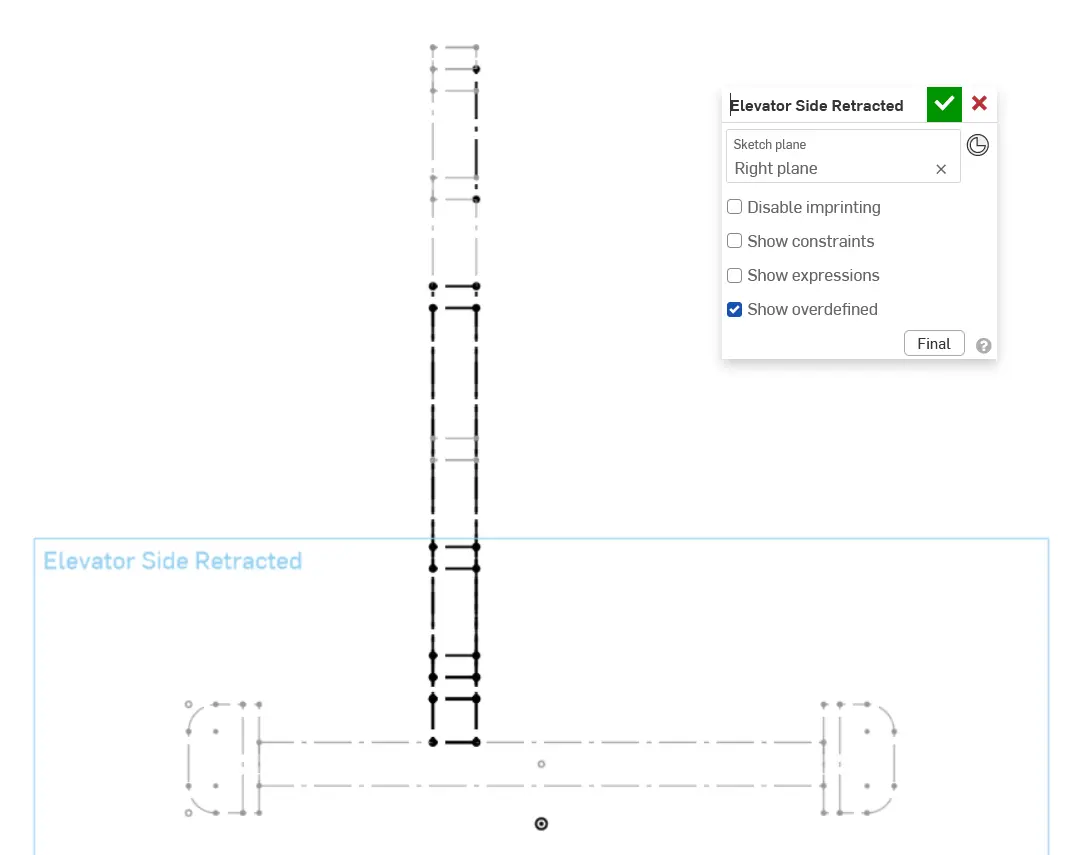 Elevator Side Retracted
Sketch plane
Right plane
Disable imprinting
Show constraints
Show expressions
Show overdefined
Final
?
Elevator Side Retracted